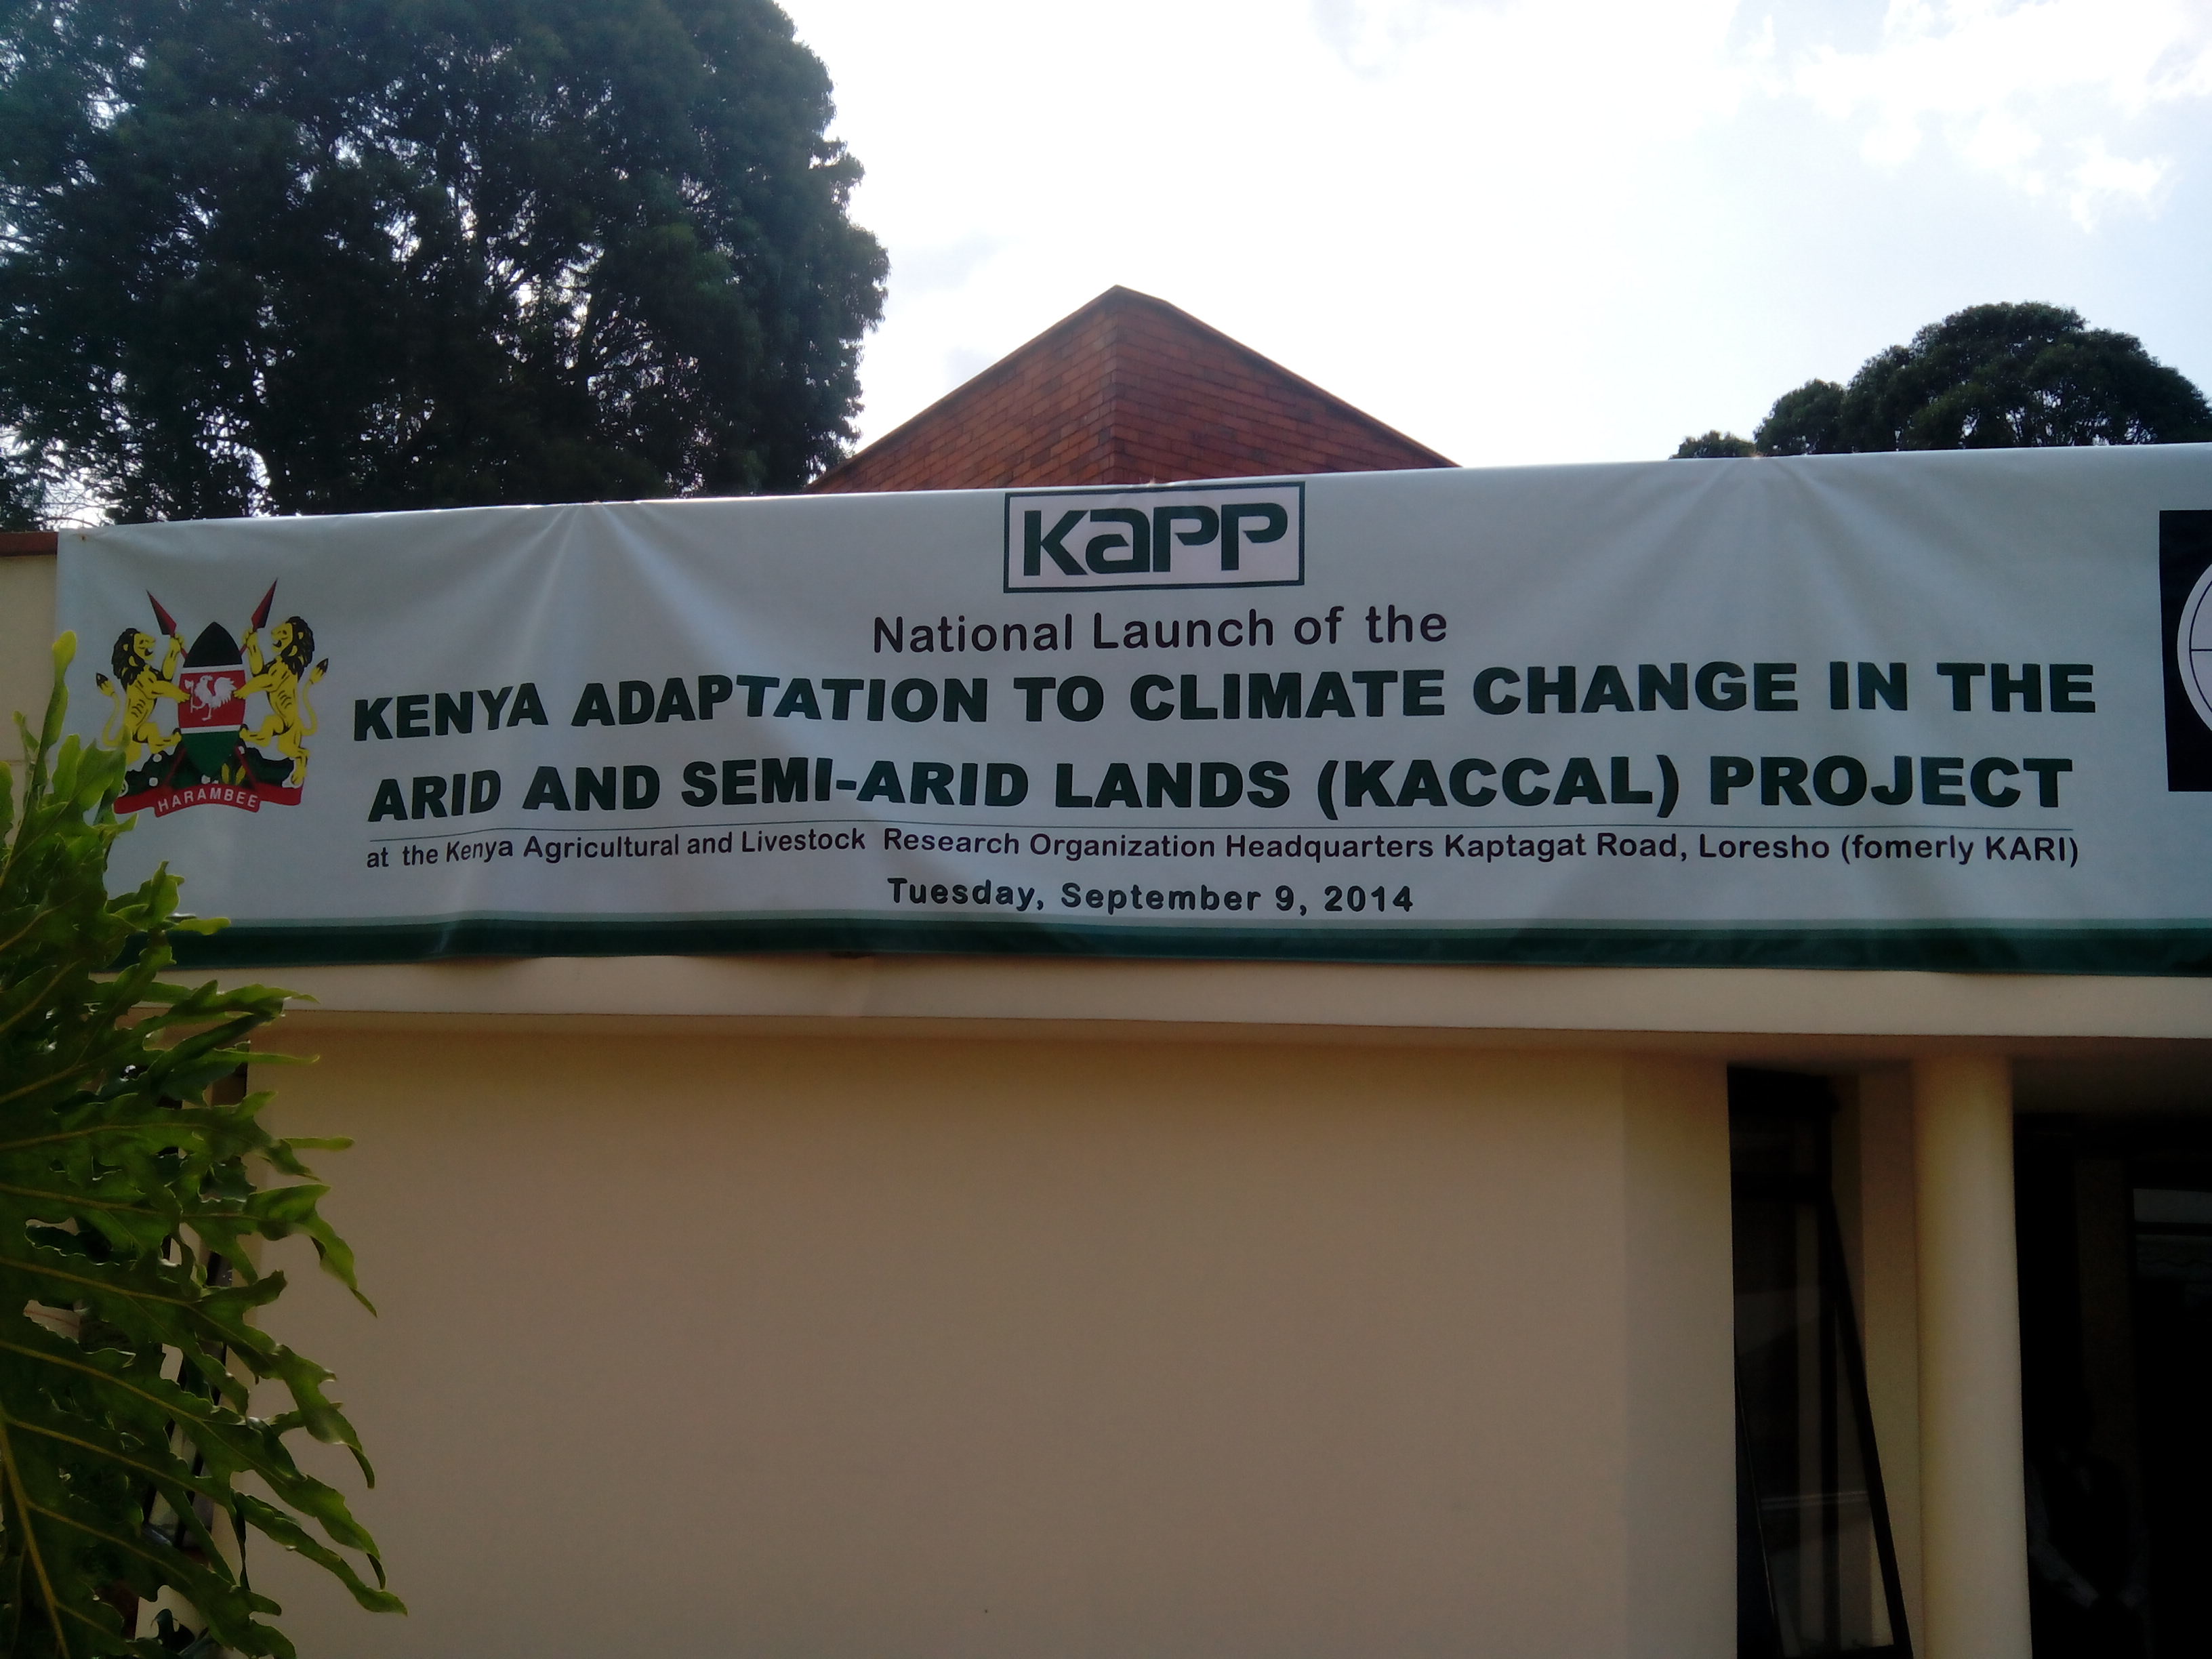 KAPP
National Launch of the
KENYA ADAPTATION TO CLIMATE CHANGE IN THE
ARID AND SEMI-ARID LANDS (KACCAL) PROJECT
at the Kenya Agricultural and Livestock Research Organization Headquarters Kaptagat Road, Loresho (fomerly KARI)
Tuesday, September 9, 2014
HARAMBEE